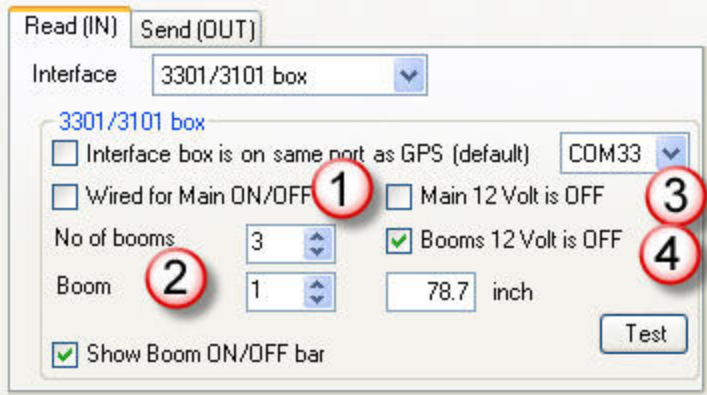 Read (IN) Send (OUT)
Interface 3301/3101 box
3301/3101 box
Interface box is on same port as GPS (default) COM33
Wired for Main ON/OFF 1 Main 12 Volt is OFF 3
No of booms 3 Booms 12 Volt is OFF 4
Boom 2 1 78.7 inch
Test
Show Boom ON/OFF bar